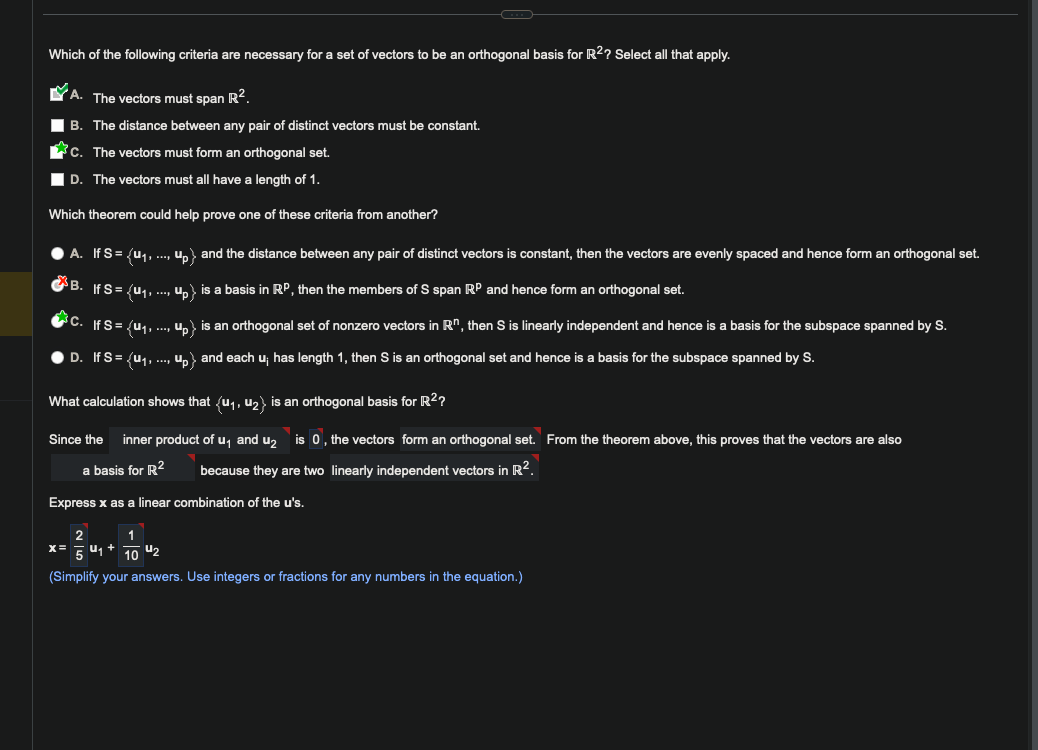 Which of the following criteria are necessary for a set of vectors to be an orthogonal basis for ℝ²? Select all that apply.
A. The vectors must span ℝ².
B. The distance between any pair of distinct vectors must be constant.
C. The vectors must form an orthogonal set.
D. The vectors must all have a length of 1.
Which theorem could help prove one of these criteria from another?
A. If S = {u₁, ..., uₚ} and the distance between any pair of distinct vectors is constant, then the vectors are evenly spaced and hence form an orthogonal set.
B. If S = {u₁, ..., uₚ} is a basis in ℝᵖ, then the members of S span ℝᵖ and hence form an orthogonal set.
C. If S = {u₁, ..., uₚ} is an orthogonal set of nonzero vectors in ℝⁿ, then S is linearly independent and hence is a basis for the subspace spanned by S.
D. If S = {u₁, ..., uₚ} and each uᵢ has length 1, then S is an orthogonal set and hence is a basis for the subspace spanned by S.
What calculation shows that {u₁, u₂} is an orthogonal basis for ℝ²?
Since the inner product of u₁ and u₂ is 0, the vectors form an orthogonal set. From the theorem above, this proves that the vectors are also
a basis for ℝ² because they are two linearly independent vectors in ℝ².
Express x as a linear combination of the u's.
x = 2/5 u₁ + 1/10 u₂
(Simplify your answers. Use integers or fractions for any numbers in the equation.)